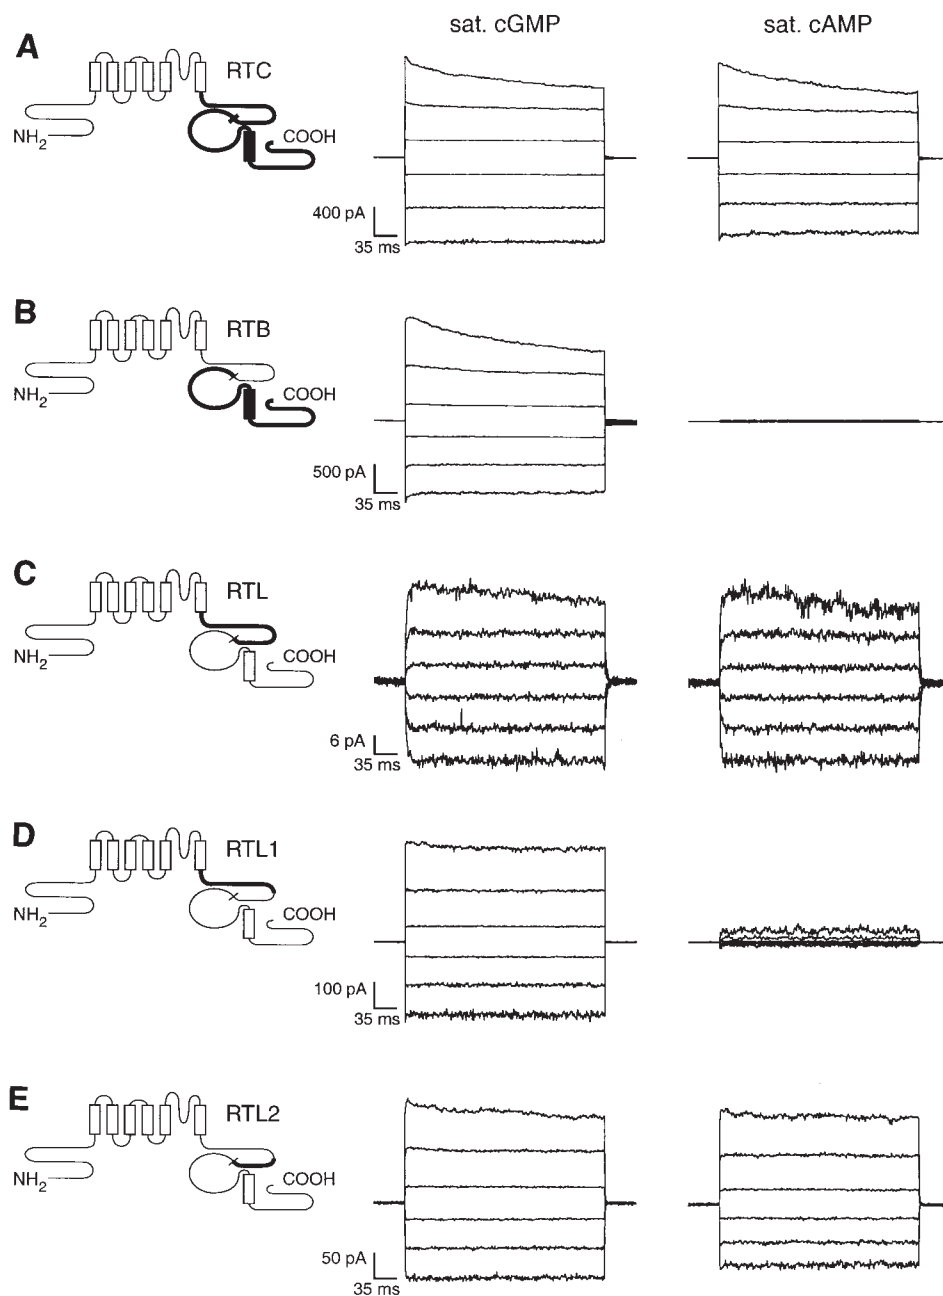 sat. cGMP
sat. cAMP
A
RTC
NH2
COOH
400 pA
35 ms
B
RTB
NH2
COOH
500 pA
35 ms
C
RTL
NH2
COOH
6 pA
35 ms
D
RTL1
NH2
COOH
100 pA
35 ms
E
RTL2
NH2
COOH
50 pA
35 ms